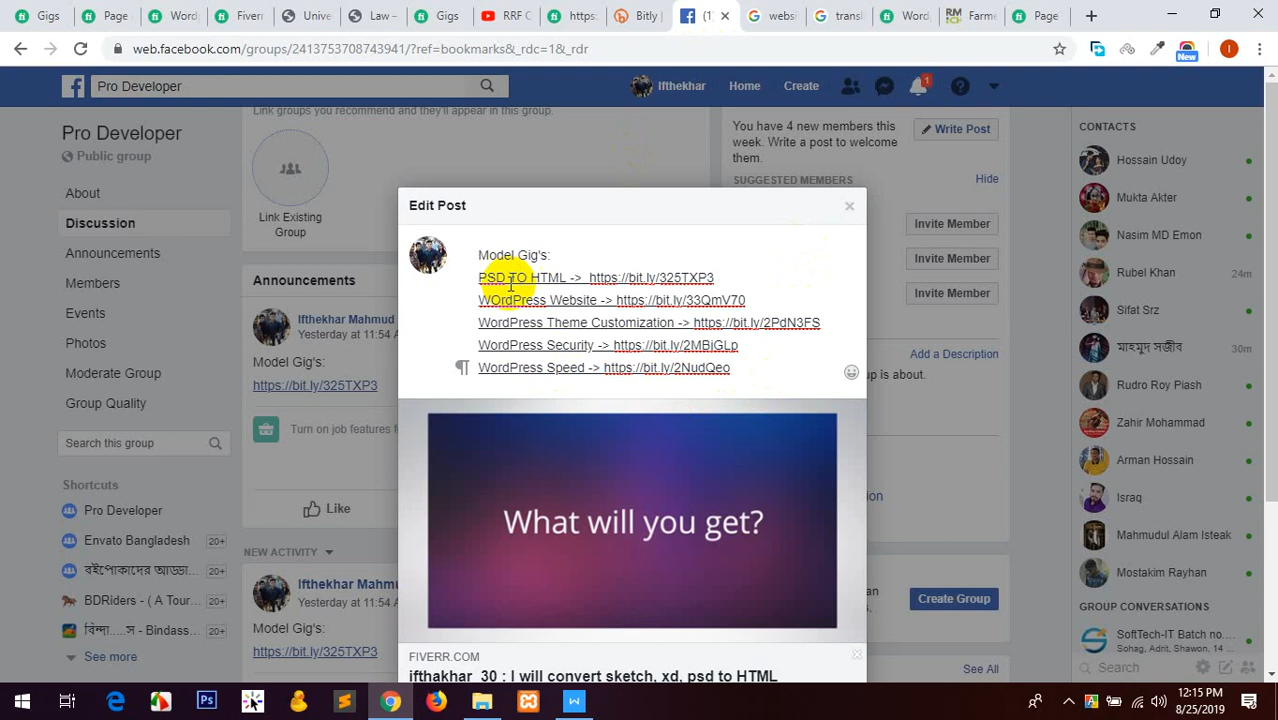 Gigs
Page
Word
Fiverr
Unive
Law –
Gigs
RRF C
https:
Bitly |
(1)
websi
transl
Word
Farme
Page
web.facebook.com/groups/2413753708743941/?ref=bookmarks&_rdc=1&_rdr
New
I
Pro Developer
Ifthekhar
Home
Create
1
Pro Developer
Public group
About
Discussion
Announcements
Members
Events
Photos
Moderate Group
Group Quality
Search this group
Shortcuts
Pro Developer
Envato Bangladesh
20+
বইপোকাদের আড্ডা...
20+
BDRiders - ( A Tour...
20+
বিন্দা.....স - Bindass...
20+
See more
Link groups you recommend and they'll appear in this group.
Link Existing
Group
Announcements
Ifthekhar Mahmud
Yesterday at 11:54 A
Model Gig's:
https://bit.ly/325TXP3
Turn on job features f
Like
NEW ACTIVITY
Ifthekhar Mahm
Yesterday at 11:54 A
Model Gig's:
https://bit.ly/325TXP3
Edit Post
Model Gig's:
PSD TO HTML -> https://bit.ly/325TXP3
WOrdPress Website -> https://bit.ly/33QmV70
WordPress Theme Customization -> https://bit.ly/2PdN3FS
WordPress Security -> https://bit.ly/2MBjGLp
WordPress Speed -> https://bit.ly/2NudQeo
What will you get?
FIVERR.COM
ifthakhar_30 : I will convert sketch, xd, psd to HTML
You have 4 new members this
week. Write a post to welcome
them.
Write Post
SUGGESTED MEMBERS
Hide
Invite Member
Invite Member
Invite Member
Add a Description
up is about.
Create Group
See All
CONTACTS
Hossain Udoy
Mukta Akter
Nasim MD Emon
Rubel Khan
24m
Sifat Srz
মাহমুদ সজীব
30m
Rudro Roy Piash
Zahir Mohammar
Arman Hossain
Israq
Mahmudul Alam Isteak
Mostakim Rayhan
GROUP CONVERSATIONS
SoftTech-IT Batch no....
Sohag, Adrit, Shawon, 14 ...
Search
12:15 PM
8/25/2019